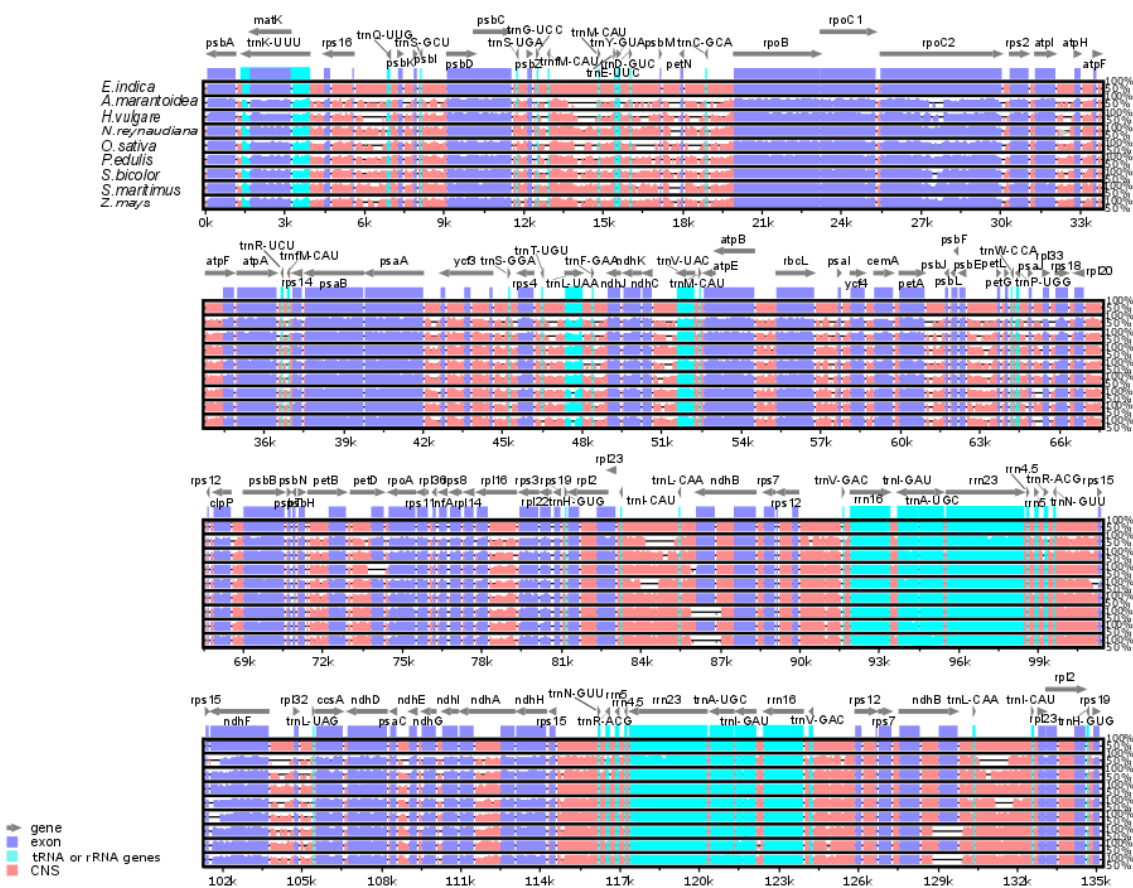 matK psbC rpoC1
psbA trnK-UUU rps16 trnQ-UUG trnS-GCU psbD trnS-UGA trnG-UCC trnM-CAU trnY-GUA psbM trnC-GCA rpoB rpoC2 rps2 atpI atpH
psbK psbI psbZ trnfM-CAU trnD-GUC petN trnE-UUC atpF
E.indica
A.marantoidea
H.vulgare
N.reynaudiana
O.sativa
P.edulis
S.bicolor
S.maritimus
Z.mays
100%
50%
0k 3k 6k 9k 12k 15k 18k 21k 24k 27k 30k 33k
trnR-UCU trnT-UGU atpB psbF trnW-CCA
atpF atpA trnfM-CAU psaA ycf3 trnS-GGA trnF-GAA ndhK trnV-UAC atpE rbcL psaI cemA psbJ psbE petL psaJ rpl33 rps18
rps14 psaB rps4 trnL-UAA ndhJ ndhC trnM-CAU ycf4 petA psbL petG trnP-UGG rpl20
100%
50%
36k 39k 42k 45k 48k 51k 54k 57k 60k 63k 66k
rpl23 rrn4.5
rps12 psbB psbN petB petD rpoA rpl36 rps8 rpl16 rps3 rps19 rpl2 trnL-CAA ndhB rps7 trnV-GAC trnI-GAU rrn23 trnR-ACG rps15
clpP psbH rps11 infA rpl14 rpl22 trnH-GUG trnI-CAU rps12 rrn16 trnA-UGC rrn5 trnN-GUU
100%
50%
69k 72k 75k 78k 81k 84k 87k 90k 93k 96k 99k
rpl2
rps15 rpl32 ccsA ndhD ndhE ndhI ndhA ndhH trnN-GUU rrn5 rrn23 trnA-UGC rrn16 rps12 ndhB trnL-CAA trnI-CAU rps19
ndhF trnL-UAG psaC ndhG rps15 trnR-ACG rrn4.5 trnI-GAU trnV-GAC rps7 rpl23 trnH-GUG
100%
50%
102k 105k 108k 111k 114k 117k 120k 123k 126k 129k 132k 135k
gene
exon
tRNA or rRNA genes
CNS